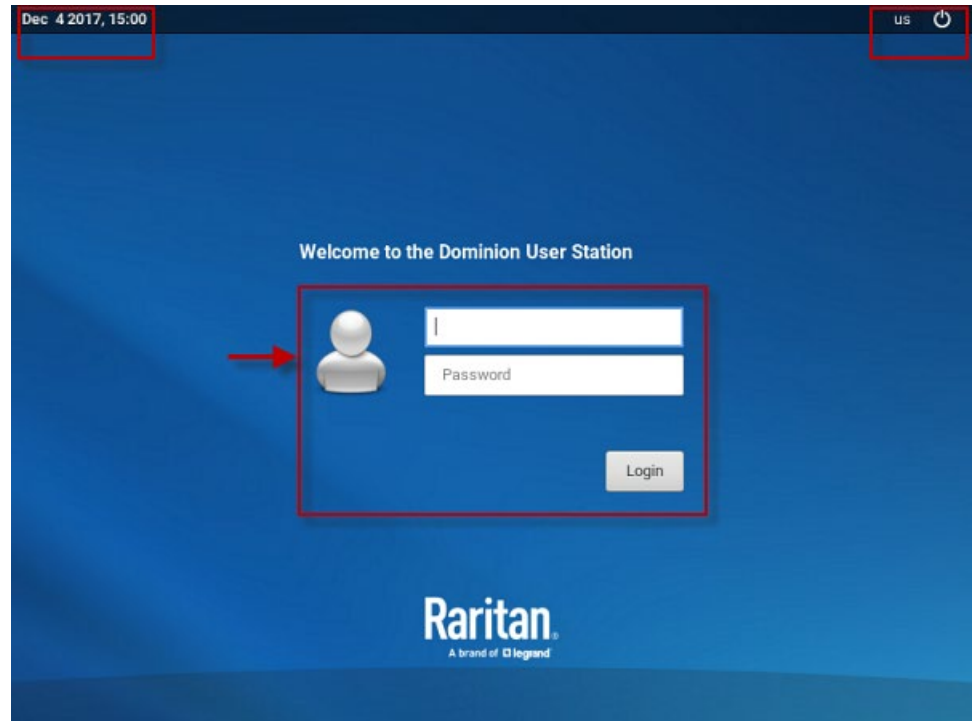 Dec 4 2017, 15:00
us
Welcome to the Dominion User Station
Password
Login
Raritan®
A brand of legrand®